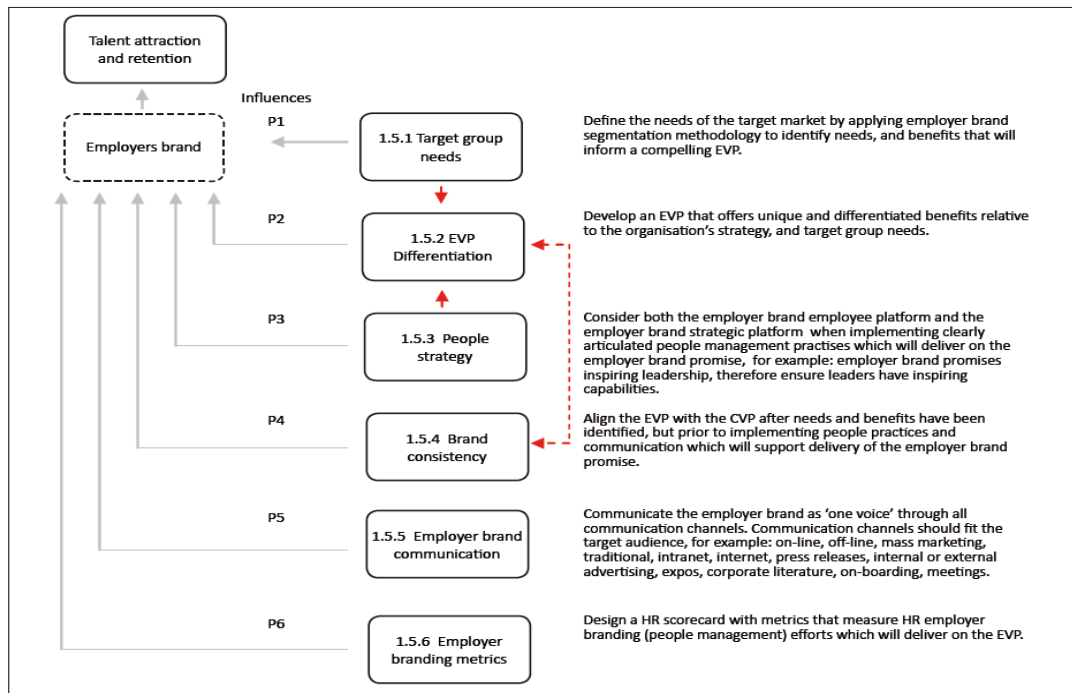 Talent attraction
and retention
Influences
P1
Employers brand
1.5.1 Target group
needs
Define the needs of the target market by applying employer brand
segmentation methodology to identify needs, and benefits that will
inform a compelling EVP.
P2
1.5.2 EVP
Differentiation
Develop an EVP that offers unique and differentiated benefits relative
to the organisation's strategy, and target group needs.
P3
1.5.3 People
strategy
Consider both the employer brand employee platform and the
employer brand strategic platform when implementing clearly
articulated people management practises which will deliver on the
employer brand promise, for example: employer brand promises
inspiring leadership, therefore ensure leaders have inspiring
capabilities.
P4
1.5.4 Brand
consistency
Align the EVP with the CVP after needs and benefits have been
identified, but prior to implementing people practices and
communication which will support delivery of the employer brand
promise.
P5
1.5.5 Employer brand
communication
Communicate the employer brand as ‘one voice’ through all
communication channels. Communication channels should fit the
target audience, for example: on-line, off-line, mass marketing,
traditional, intranet, internet, press releases, internal or external
advertising, expos, corporate literature, on-boarding, meetings.
P6
1.5.6 Employer
branding metrics
Design a HR scorecard with metrics that measure HR employer
branding (people management) efforts which will deliver on the EVP.